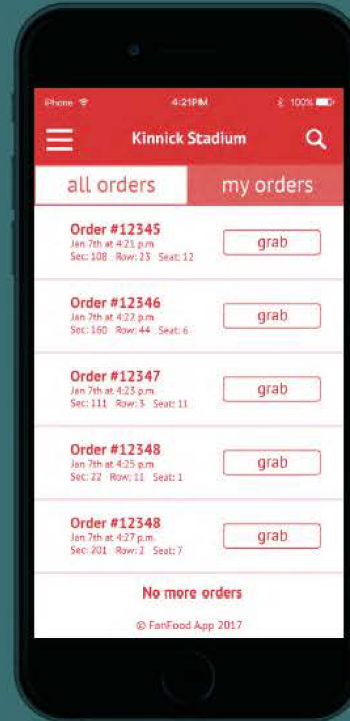 iPhone 4:21PM 100%
Kinnick Stadium
all orders my orders
Order #12345
Jan 7th at 4:21 p.m
Sec: 108 Row: 23 Seat: 12
grab
Order #12346
Jan 7th at 4:22 p.m
Sec: 160 Row: 44 Seat: 6
grab
Order #12347
Jan 7th at 4:23 p.m
Sec: 111 Row: 3 Seat: 11
grab
Order #12348
Jan 7th at 4:25 p.m
Sec: 22 Row: 11 Seat: 1
grab
Order #12348
Jan 7th at 4:27 p.m
Sec: 201 Row: 2 Seat: 7
grab
No more orders
© FanFood App 2017